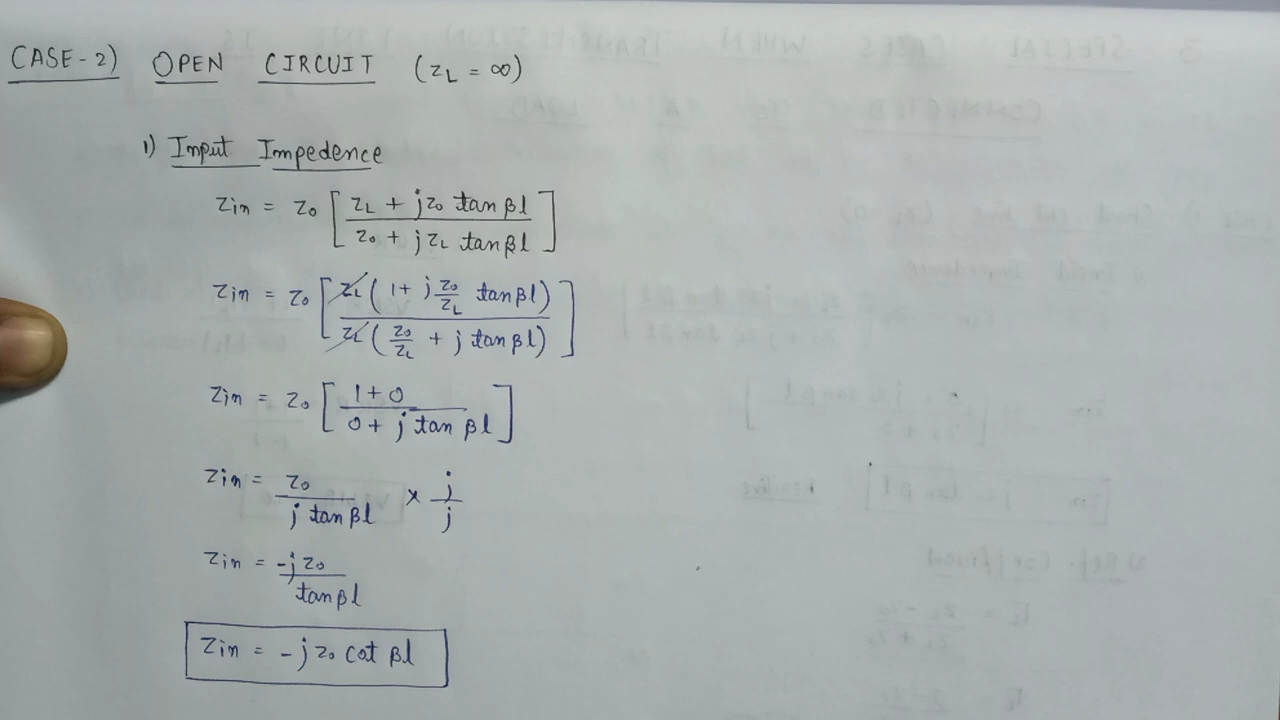 CASE-2) OPEN CIRCUIT (ZL = ∞)
1) Input Impedence
Zin = Z0 [ ZL + jZ0 tan βl / Z0 + jZL tan βl ]
Zin = Z0 [ ZL ( 1 + j Z0/ZL tan βl ) / ZL ( Z0/ZL + j tan βl ) ]
Zin = Z0 [ 1 + 0 / 0 + j tan βl ]
Zin = Z0 / j tan βl × j / j
Zin = -jZ0 / tan βl
Zin = -jZ0 cot βl